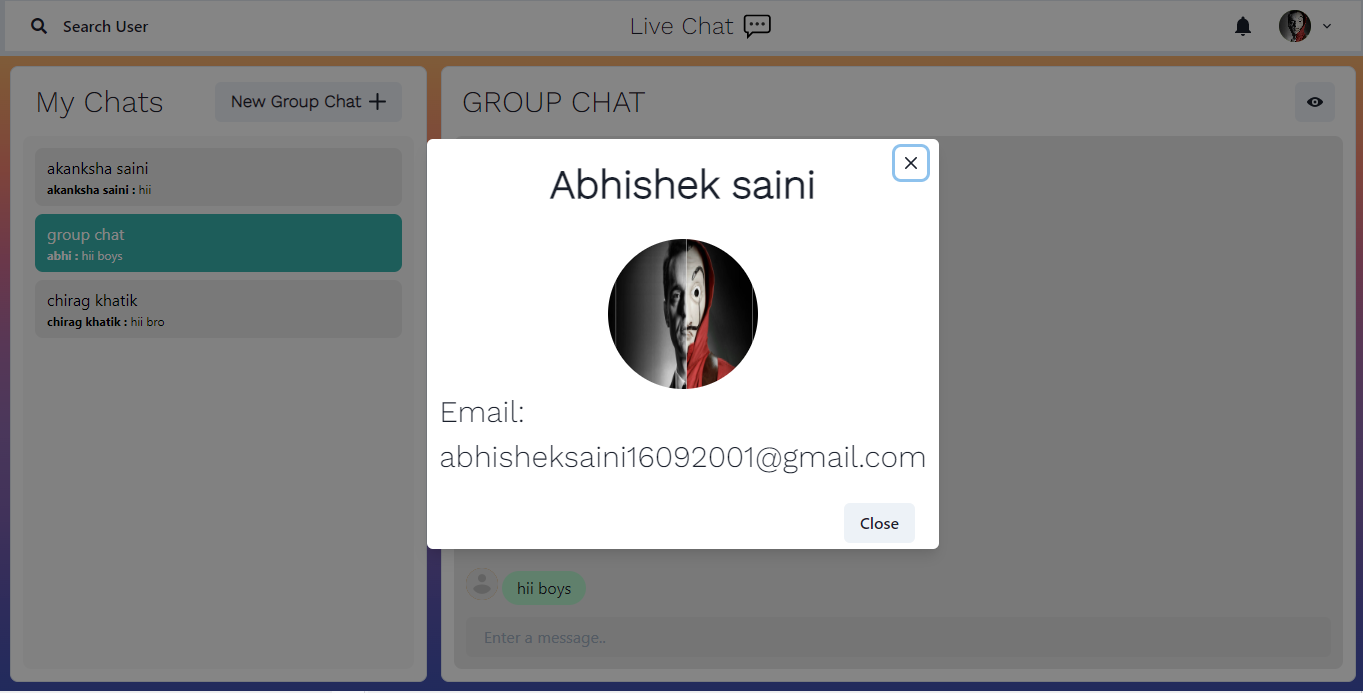 Search User
Live Chat
My Chats
New Group Chat
GROUP CHAT
akanksha saini
akanksha saini : hii
group chat
abhi : hii boys
chirag khatik
chirag khatik : hii bro
Abhishek saini
Email:
abhisheksaini16092001@gmail.com
Close
hii boys
Enter a message..